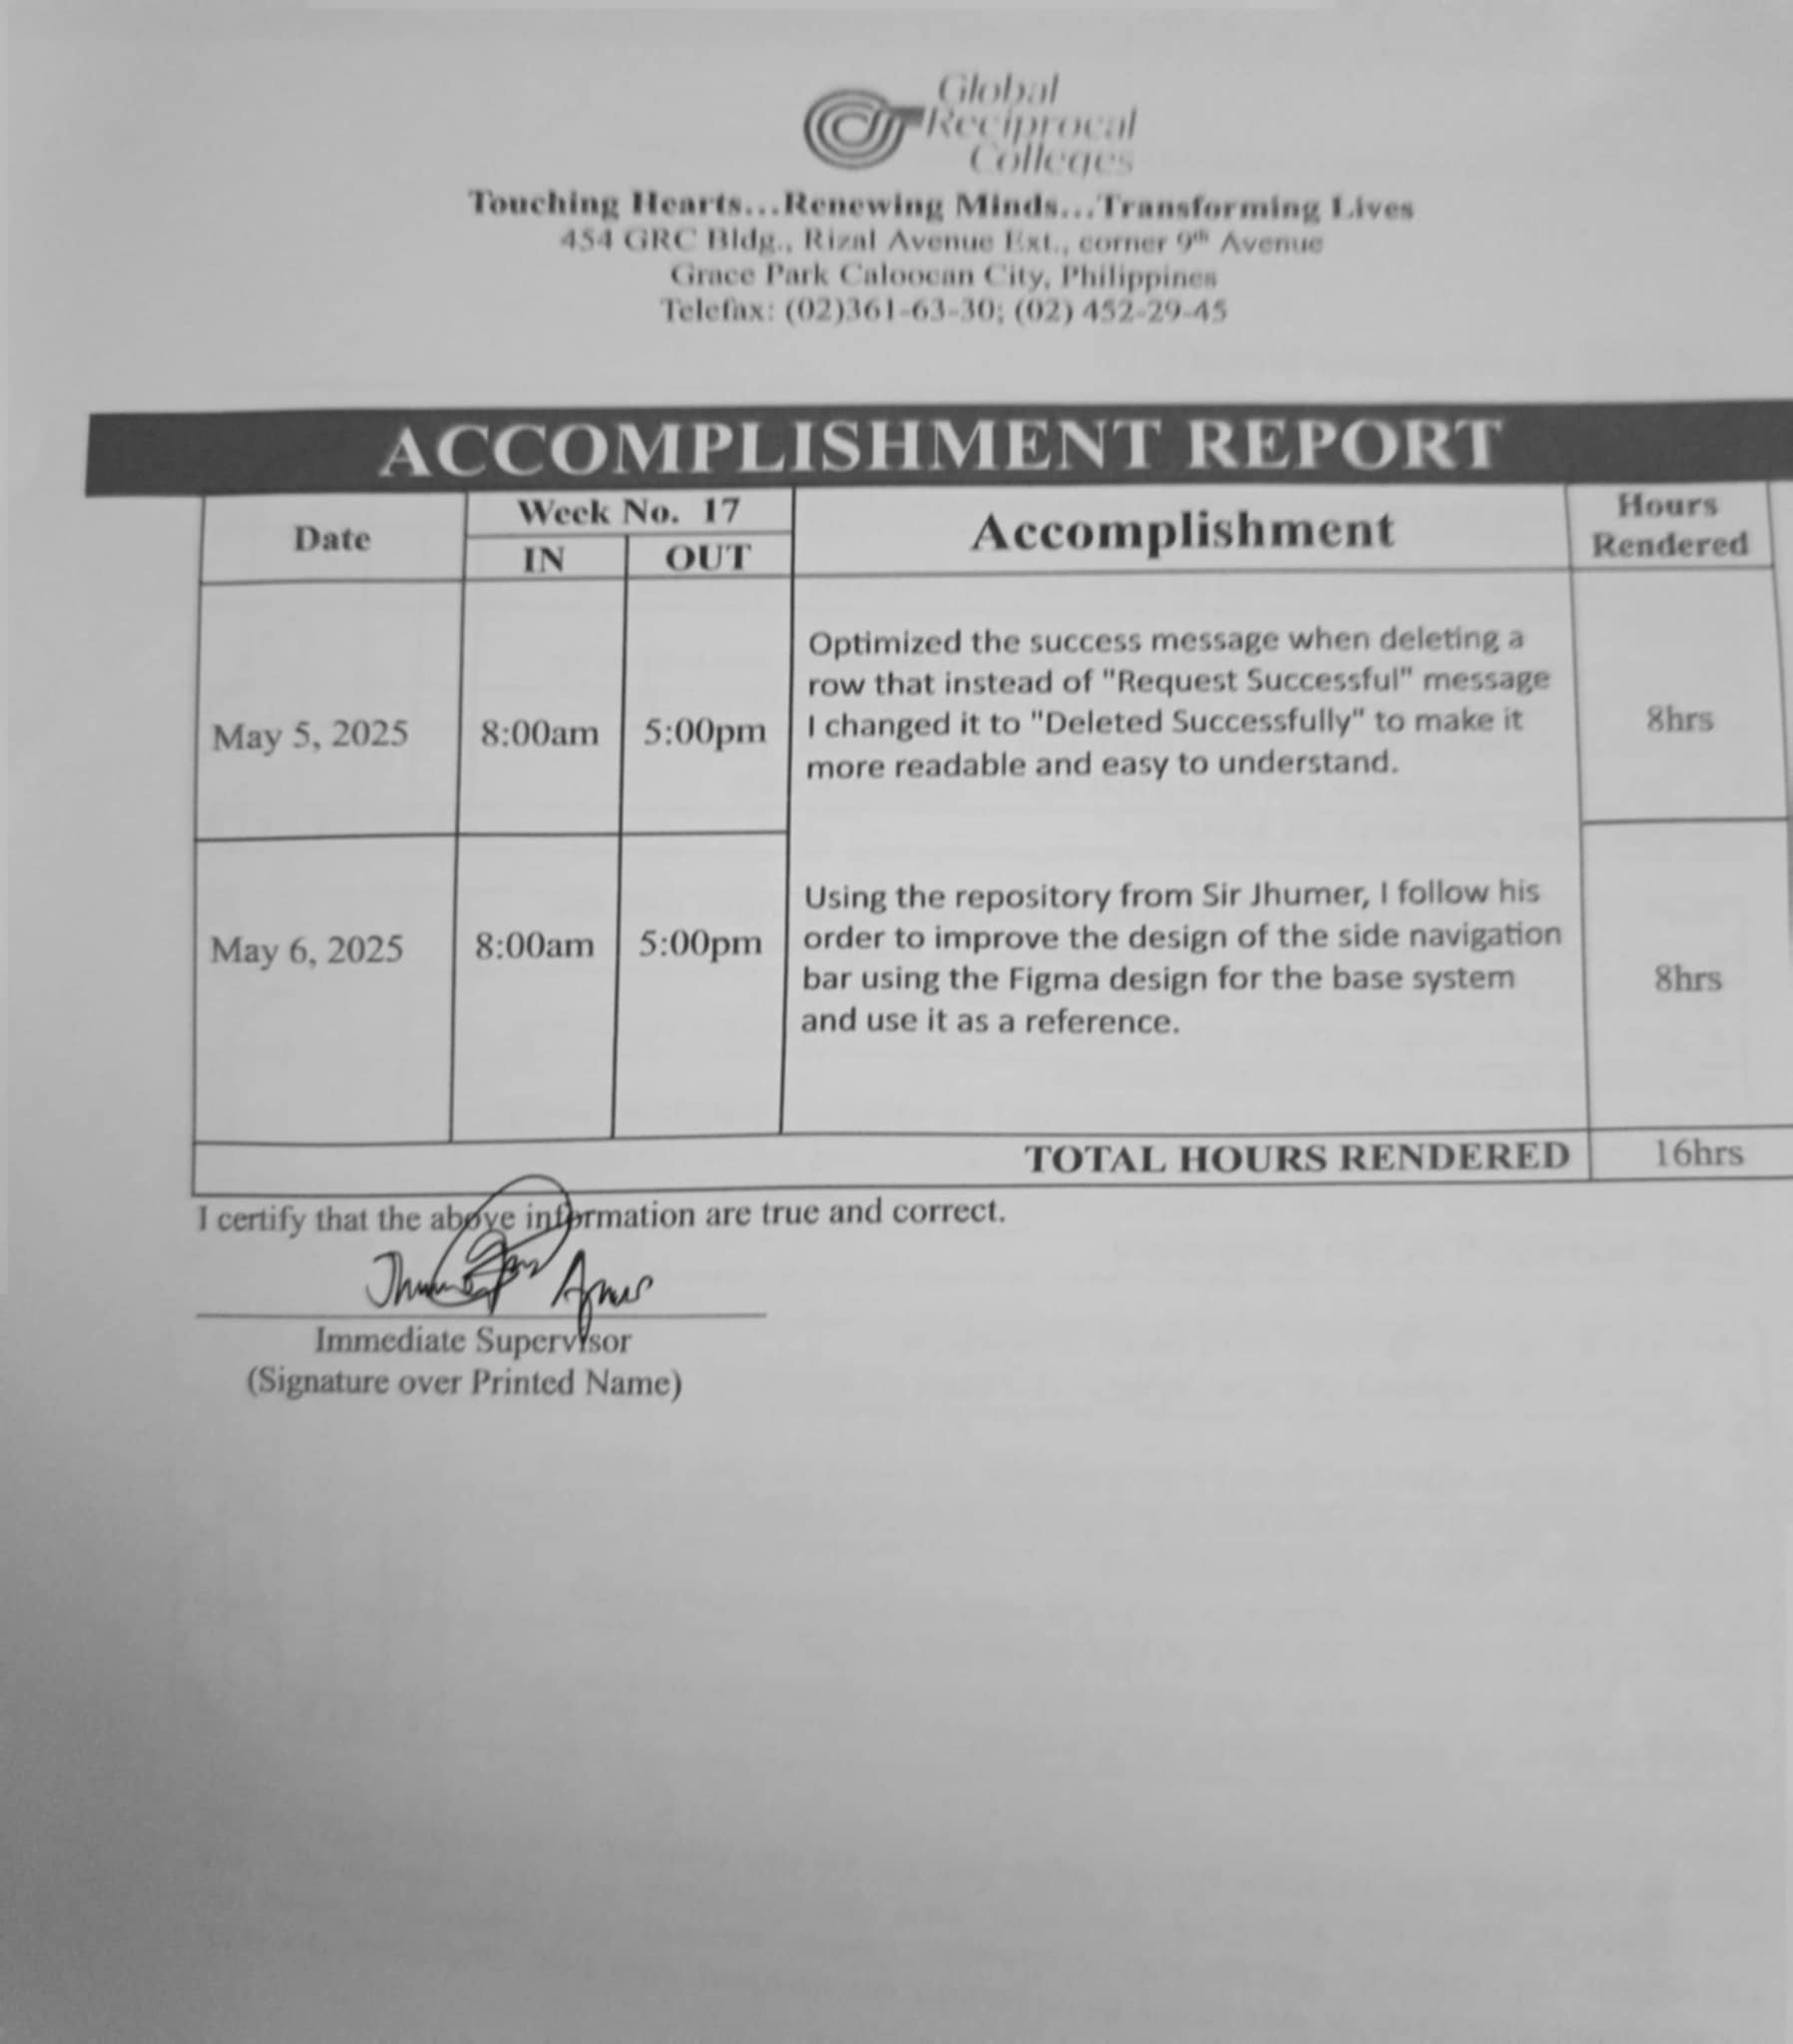 Global
Reciprocal
Colleges
Touching Hearts...Renewing Minds...Transforming Lives
454 GRC Bldg., Rizal Avenue Ext., corner 9th Avenue
Grace Park Caloocan City, Philippines
Telefax: (02)361-63-30; (02) 452-29-45
ACCOMPLISHMENT REPORT
Date
Week No. 17
IN
OUT
Accomplishment
Hours
Rendered
May 5, 2025
8:00am
5:00pm
Optimized the success message when deleting a
row that instead of "Request Successful" message
I changed it to "Deleted Successfully" to make it
more readable and easy to understand.
8hrs
May 6, 2025
8:00am
5:00pm
Using the repository from Sir Jhumer, I follow his
order to improve the design of the side navigation
bar using the Figma design for the base system
and use it as a reference.
8hrs
TOTAL HOURS RENDERED
16hrs
I certify that the above information are true and correct.
Immediate Supervisor
(Signature over Printed Name)